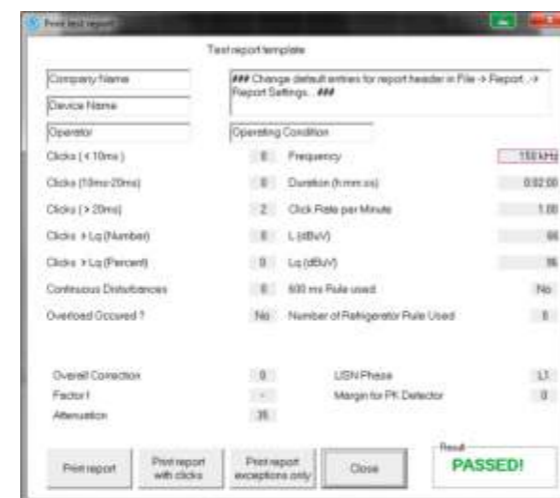 Print test report
Test report template
Company Name
### Change default entries for report header in File -> Report .->
Report Settings...###
Device Name
Operator
Operating Condition
Clicks ( < 10ms ) 0 Frequency 150 kHz
Clicks (10ms-20ms) 0 Duration (h:mm:ss) 0:02:00
Clicks ( > 20ms) 2 Click Rate per Minute 1.00
Clicks > Lq (Number) 0 L (dBuV) 66
Clicks > Lq (Percent) 0 Lq (dBuV)
Continuous Disturbances 0 600 ms Rule used No
Overload Occured ? No Number of Refrigerator Rule Used 0
Overall Correction 0 LISN Phase L1
Factor f - Margin for PK Detector 0
Attenuation
Print report
Print report
with clicks
Print report
exceptions only
Close
Result
PASSED!